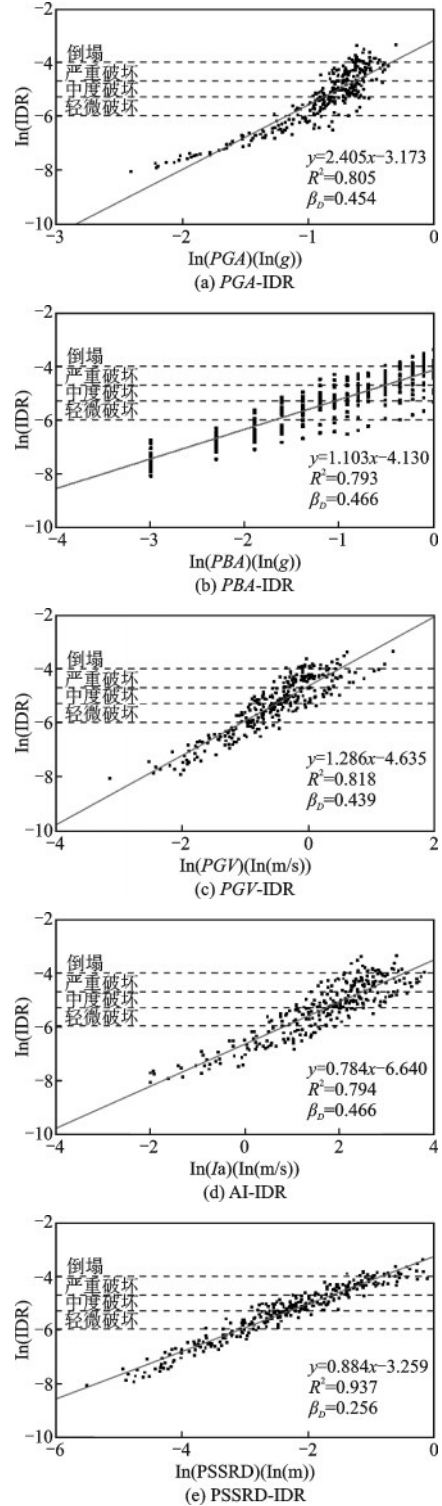 −2
−4
−6
−8
−10
倒塌
严重破坏
中度破坏
轻微破坏
y=2.405x−3.173
R²=0.805
β_D=0.454
−3
−2
−1
0
ln(IDR)
ln(PGA)(ln(g))
(a) PGA-IDR
−2
−4
−6
−8
−10
倒塌
严重破坏
中度破坏
轻微破坏
y=1.103x−4.130
R²=0.793
β_D=0.466
−4
−3
−2
−1
0
ln(IDR)
ln(PBA)(ln(g))
(b) PBA-IDR
−2
−4
−6
−8
−10
倒塌
严重破坏
中度破坏
轻微破坏
y=1.286x−4.635
R²=0.818
β_D=0.439
−4
−2
0
2
ln(IDR)
ln(PGV)(ln(m/s))
(c) PGV-IDR
−2
−4
−6
−8
−10
倒塌
严重破坏
中度破坏
轻微破坏
y=0.784x−6.640
R²=0.794
β_D=0.466
−4
−2
0
2
4
ln(IDR)
ln(Ia)(ln(m/s))
(d) AI-IDR
−2
−4
−6
−8
−10
倒塌
严重破坏
中度破坏
轻微破坏
y=0.884x−3.259
R²=0.937
β_D=0.256
−6
−4
−2
0
ln(IDR)
ln(PSSRD)(ln(m))
(e) PSSRD-IDR